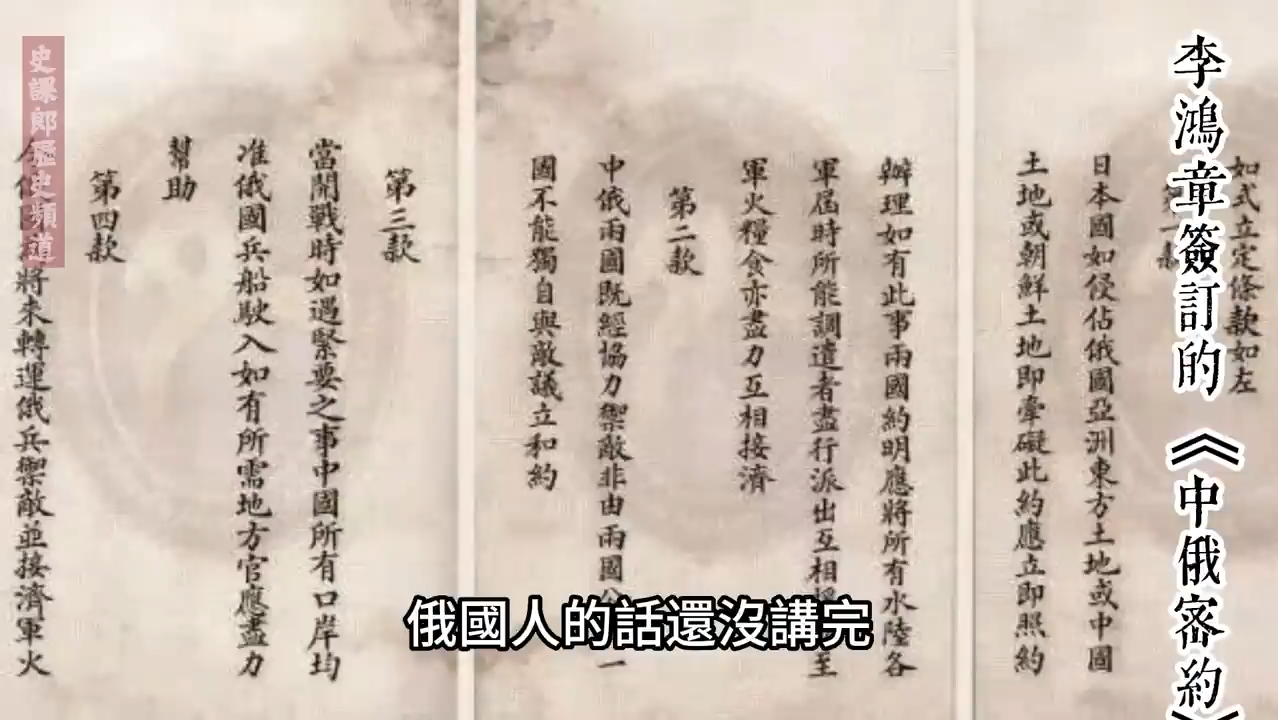 李鴻章簽訂的《中俄密約》
如式立定條款如左
日本國如侵佔俄國亞洲東方土地或中國
土地或朝鮮土地即牽礙此約應立即照約
辦理如有此事兩國約明應將所有水陸各
軍屆時所能調遣者盡行派出互相援至
軍火糧食亦盡力互相接濟
第二款
中俄兩國既經協力禦敵非由兩國公一
國不能獨自與敵議立和約
第三款
當開戰時如遇緊要之事中國所有口岸均
准俄國兵船駛入如有所需地方官應盡力
幫助
第四款
將來轉運俄兵禦敵並接濟軍火
史課郎歷史頻道
俄國人的話還沒講完